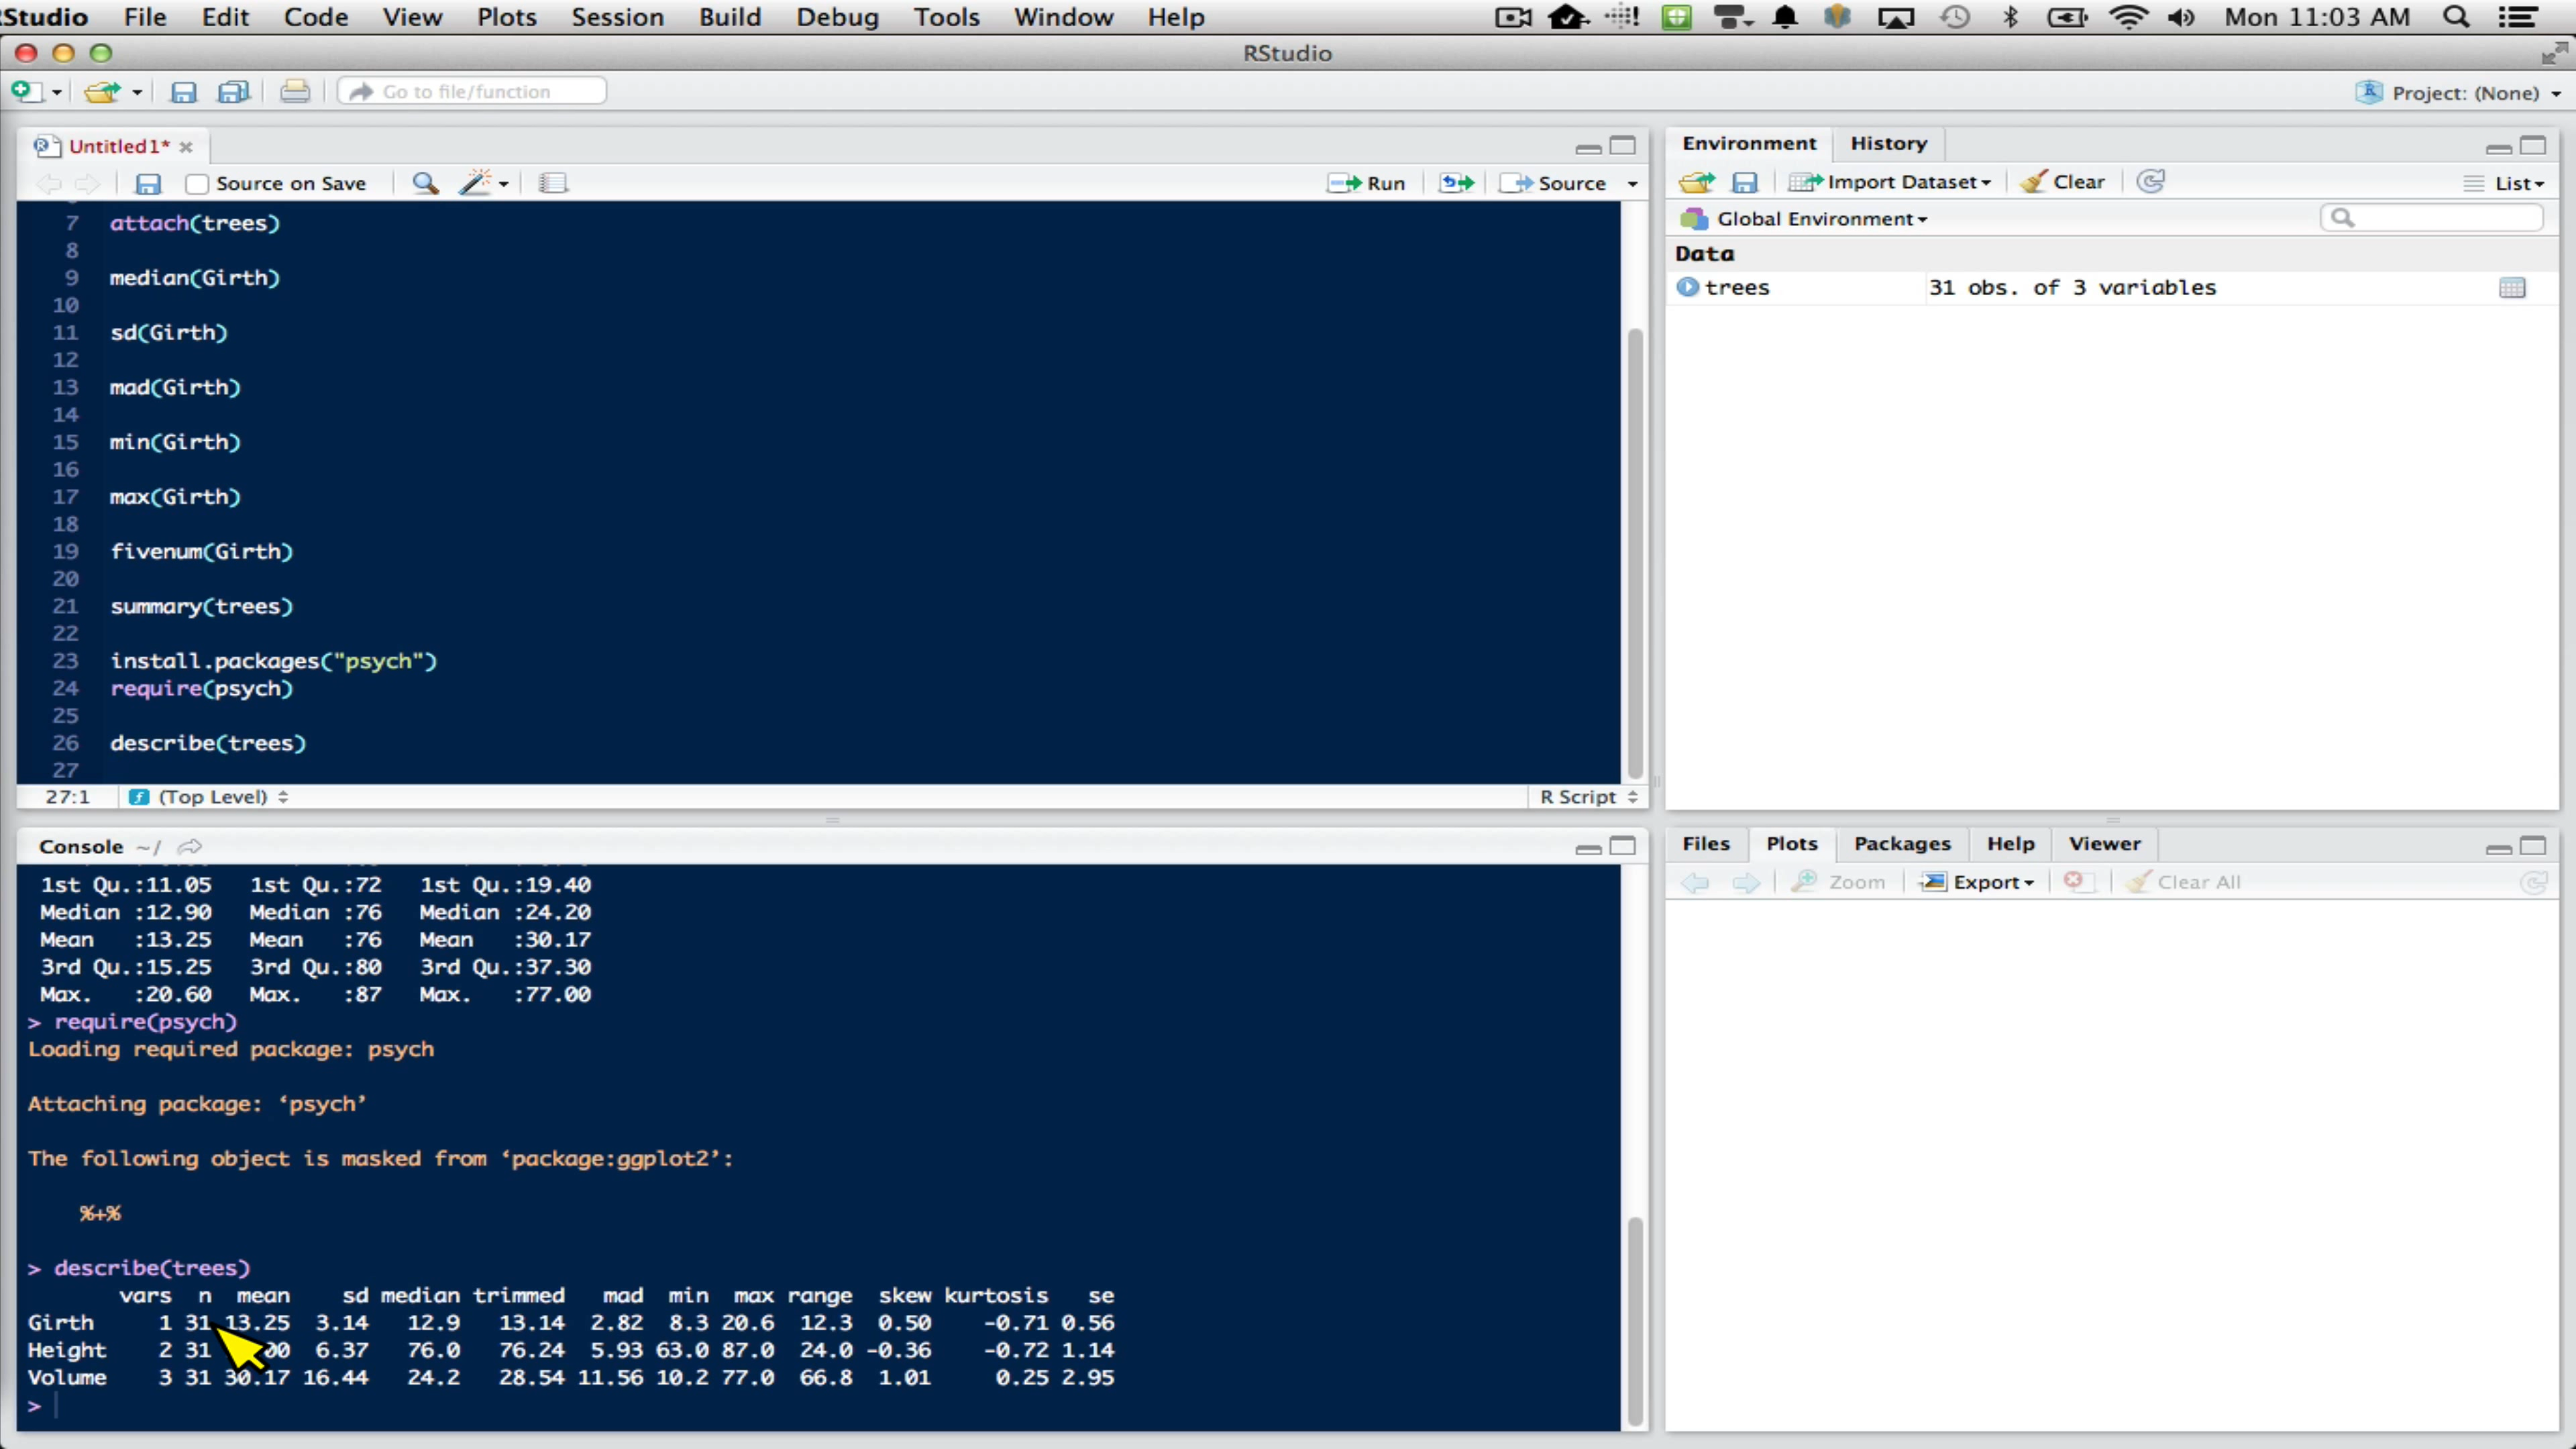 RStudio File Edit Code View Plots Session Build Debug Tools Window Help Mon 11:03 AM
RStudio
Go to file/function Project: (None)
Untitled1*
Source on Save Run Source
7 attach(trees)
8
9 median(Girth)
10
11 sd(Girth)
12
13 mad(Girth)
14
15 min(Girth)
16
17 max(Girth)
18
19 fivenum(Girth)
20
21 summary(trees)
22
23 install.packages("psych")
24 require(psych)
25
26 describe(trees)
27
27:1 (Top Level) R Script
Environment History
Import Dataset Clear List
Global Environment
Data
trees 31 obs. of 3 variables
Console ~/
1st Qu.:11.05 1st Qu.:72 1st Qu.:19.40
Median :12.90 Median :76 Median :24.20
Mean :13.25 Mean :76 Mean :30.17
3rd Qu.:15.25 3rd Qu.:80 3rd Qu.:37.30
Max. :20.60 Max. :87 Max. :77.00
> require(psych)
Loading required package: psych
Attaching package: ‘psych’
The following object is masked from ‘package:ggplot2’:
%+%
> describe(trees)
vars n mean sd median trimmed mad min max range skew kurtosis se
Girth 1 31 13.25 3.14 12.9 13.14 2.82 8.3 20.6 12.3 0.50 -0.71 0.56
Height 2 31 6.37 76.0 76.24 5.93 63.0 87.0 24.0 -0.36 -0.72 1.14
Volume 3 31 30.17 16.44 24.2 28.54 11.56 10.2 77.0 66.8 1.01 0.25 2.95
>
Files Plots Packages Help Viewer
Zoom Export Clear All